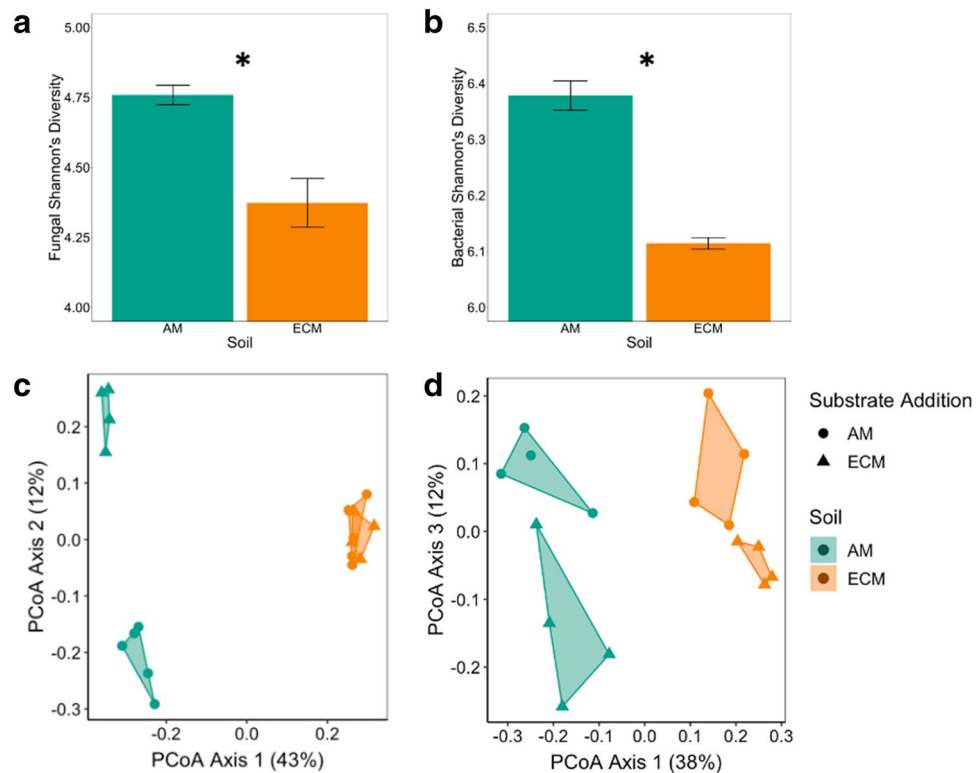 a
5.00
4.75
4.50
4.25
4.00
Fungal Shannon's Diversity
*
AM ECM
Soil
b
6.5
6.4
6.3
6.2
6.1
6.0
Bacterial Shannon's Diversity
*
AM ECM
Soil
c
0.2
0.1
0.0
-0.1
-0.2
-0.3
PCoA Axis 2 (12%)
-0.2 0.0 0.2
PCoA Axis 1 (43%)
d
0.2
0.1
0.0
-0.1
-0.2
PCoA Axis 3 (12%)
-0.3 -0.2 -0.1 0.0 0.1 0.2 0.3
PCoA Axis 1 (38%)
Substrate Addition
AM
ECM
Soil
AM
ECM